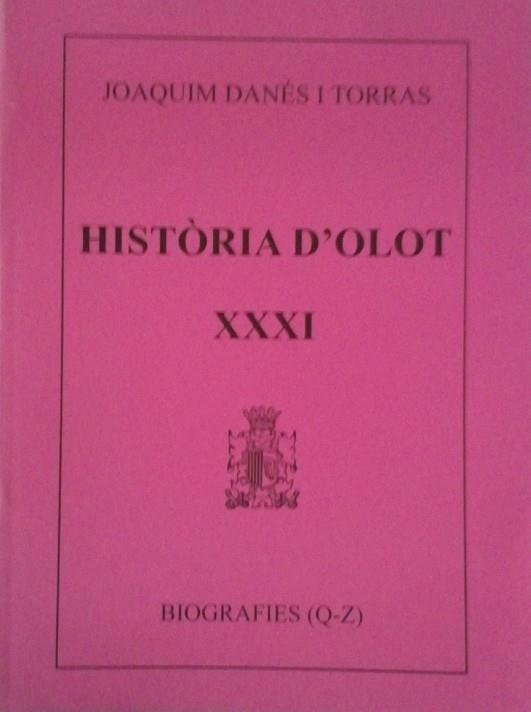 JOAQUIM DANÉS I TORRAS
HISTÒRIA D'OLOT
XXXI
BIOGRAFIES (Q-Z)